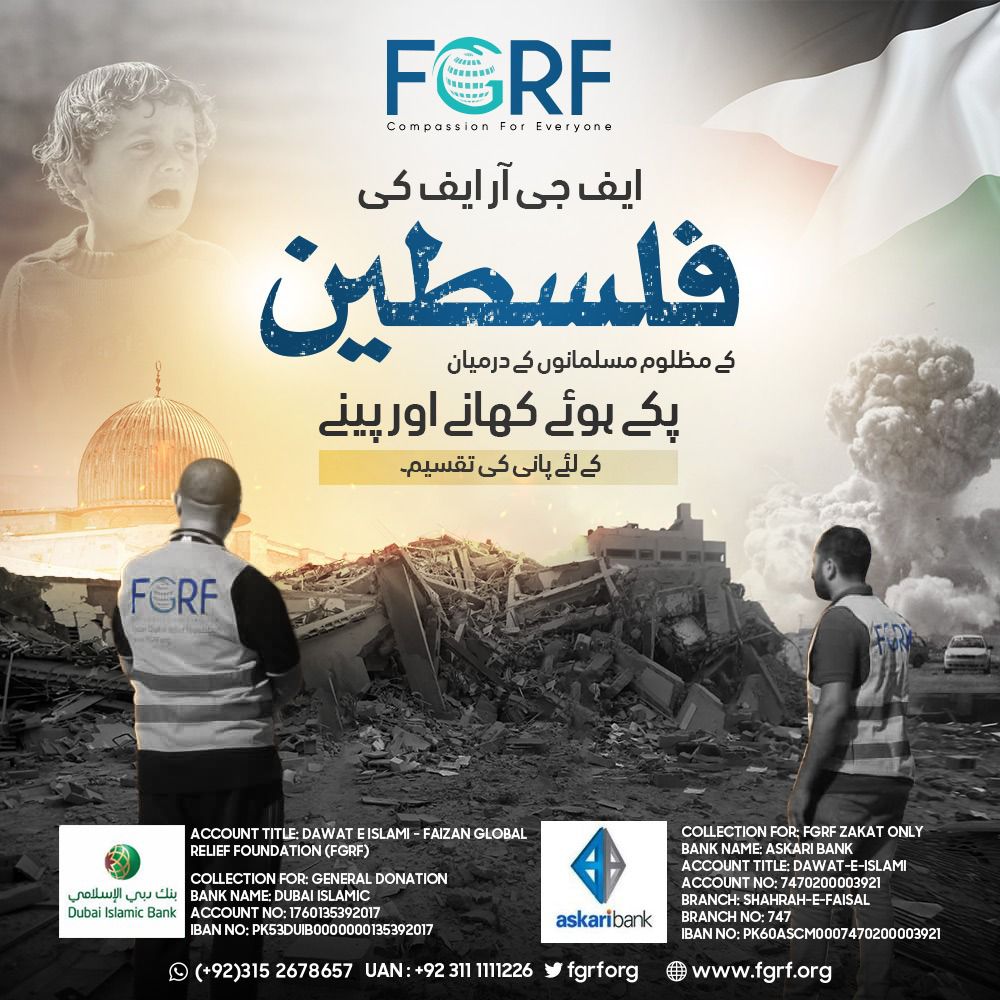 FGRF
Compassion For Everyone
ایف جی آر ایف کی
فلسطین
کے مظلوم مسلمانوں کے درمیان
پکے ہوئے کھانے اور پینے
کے لئے پانی کی تقسیم۔
FGRF
FGRF
بنك دبي الإسلامي
Dubai Islamic Bank
ACCOUNT TITLE: DAWAT E ISLAMI - FAIZAN GLOBAL
RELIEF FOUNDATION (FGRF)
COLLECTION FOR: GENERAL DONATION
BANK NAME: DUBAI ISLAMIC
ACCOUNT NO: 1760135392017
IBAN NO: PK53DUIB0000000135392017
askaribank
COLLECTION FOR: FGRF ZAKAT ONLY
BANK NAME: ASKARI BANK
ACCOUNT TITLE: DAWAT-E-ISLAMI
ACCOUNT NO: 7470200003921
BRANCH: SHAHRAH-E-FAISAL
BRANCH NO: 747
IBAN NO: PK60ASCM0007470200003921
(+92)315 2678657 UAN : +92 311 1111226 fgrforg www.fgrf.org